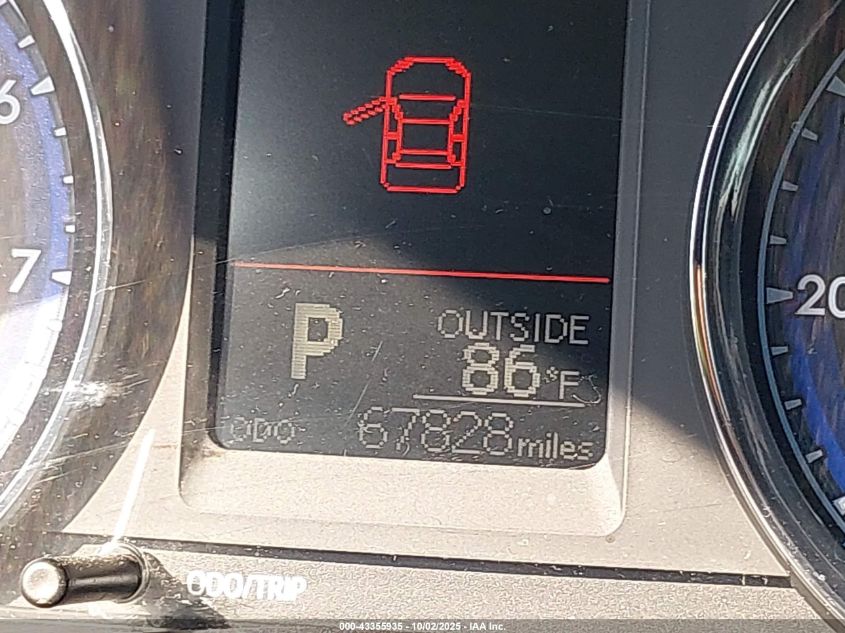 6
7
P
OUTSIDE
86°F
ODO 67828 miles
20
ODO/TRIP
000-43355935 - 10/02/2025 - IAA Inc.